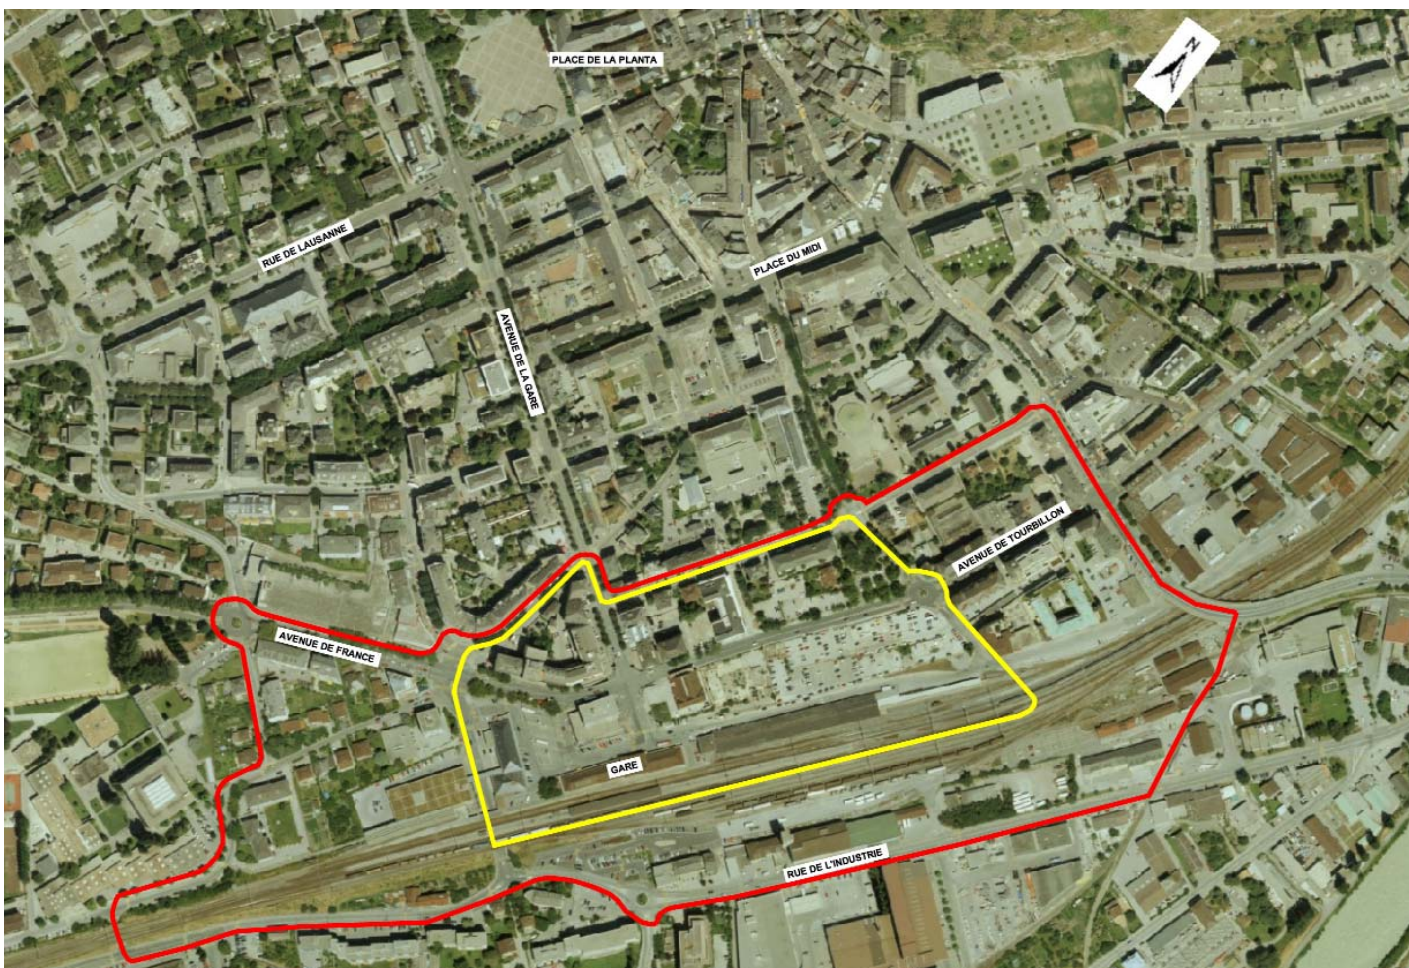 PLACE DE LA PLANTA
N
RUE DE LAUSANNE
PLACE DU MIDI
AVENUE DE LA GARE
AVENUE DE TOURBILLON
AVENUE DE FRANCE
GARE
RUE DE L'INDUSTRIE